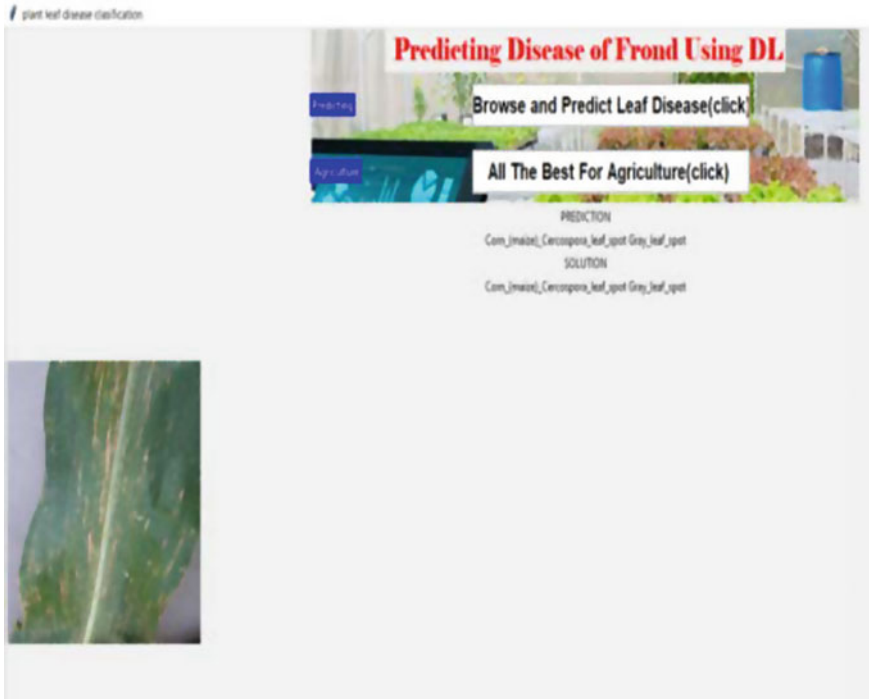 plant leaf disease clasification
Predicting Disease of Frond Using DL
Predicting
Browse and Predict Leaf Disease(click)
Agriculture
All The Best For Agriculture(click)
PREDICTION
Corn_(maize)_Cercospora_leaf_spot Gray_leaf_spot
SOLUTION
Corn_(maize)_Cercospora_leaf_spot Gray_leaf_spot